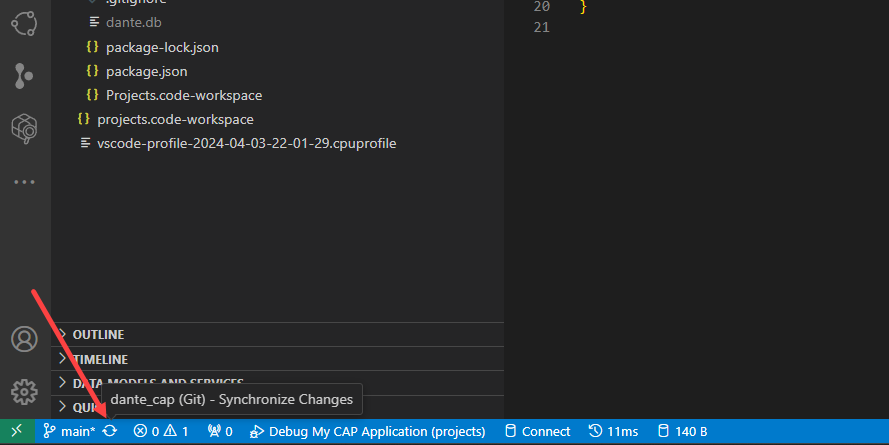 .gitignore
dante.db
package-lock.json
package.json
Projects.code-workspace
projects.code-workspace
vscode-profile-2024-04-03-22-01-29.cpuprofile
20 }
21
OUTLINE
TIMELINE
DATA MODELS AND SERVICES
dante_cap (Git) - Synchronize Changes
main* 0 1 0 Debug My CAP Application (projects) Connect 11ms 140 B